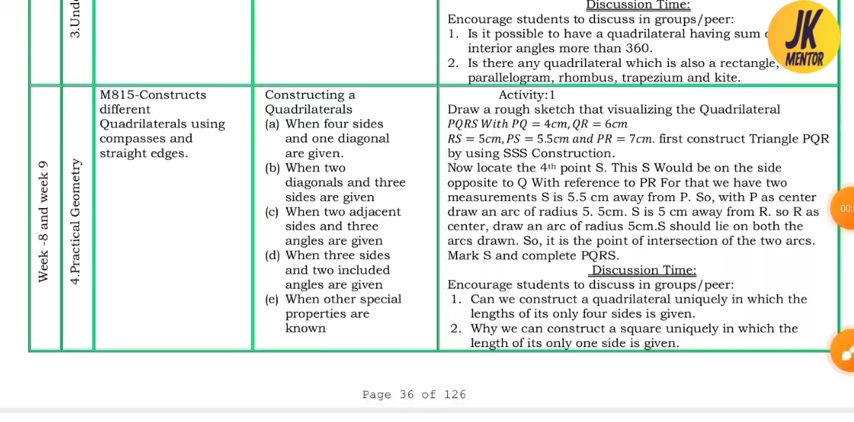 Discussion Time:
3.Und
Encourage students to discuss in groups/peer:
1. Is it possible to have a quadrilateral having sum
interior angles more than 360.
2. Is there any quadrilateral which is also a rectangle,
parallelogram, rhombus, trapezium and kite.
JK
MENTOR
Week -8 and week 9
4.Practical Geometry
M815-Constructs
different
Quadrilaterals using
compasses and
straight edges.
Constructing a
Quadrilaterals
(a) When four sides
and one diagonal
are given.
(b) When two
diagonals and three
sides are given
(c) When two adjacent
sides and three
angles are given
(d) When three sides
and two included
angles are given
(e) When other special
properties are
known
Activity:1
Draw a rough sketch that visualizing the Quadrilateral
PQRS With PQ = 4cm, QR = 6cm
RS = 5cm, PS = 5.5cm and PR = 7cm. first construct Triangle PQR
by using SSS Construction.
Now locate the 4th point S. This S Would be on the side
opposite to Q With reference to PR For that we have two
measurements S is 5.5 cm away from P. So, with P as center
draw an arc of radius 5. 5cm. S is 5 cm away from R. so R as
center, draw an arc of radius 5cm.S should lie on both the
arcs drawn. So, it is the point of intersection of the two arcs.
Mark S and complete PQRS.
Discussion Time:
Encourage students to discuss in groups/peer:
1. Can we construct a quadrilateral uniquely in which the
lengths of its only four sides is given.
2. Why we can construct a square uniquely in which the
length of its only one side is given.
00:
Page 36 of 126